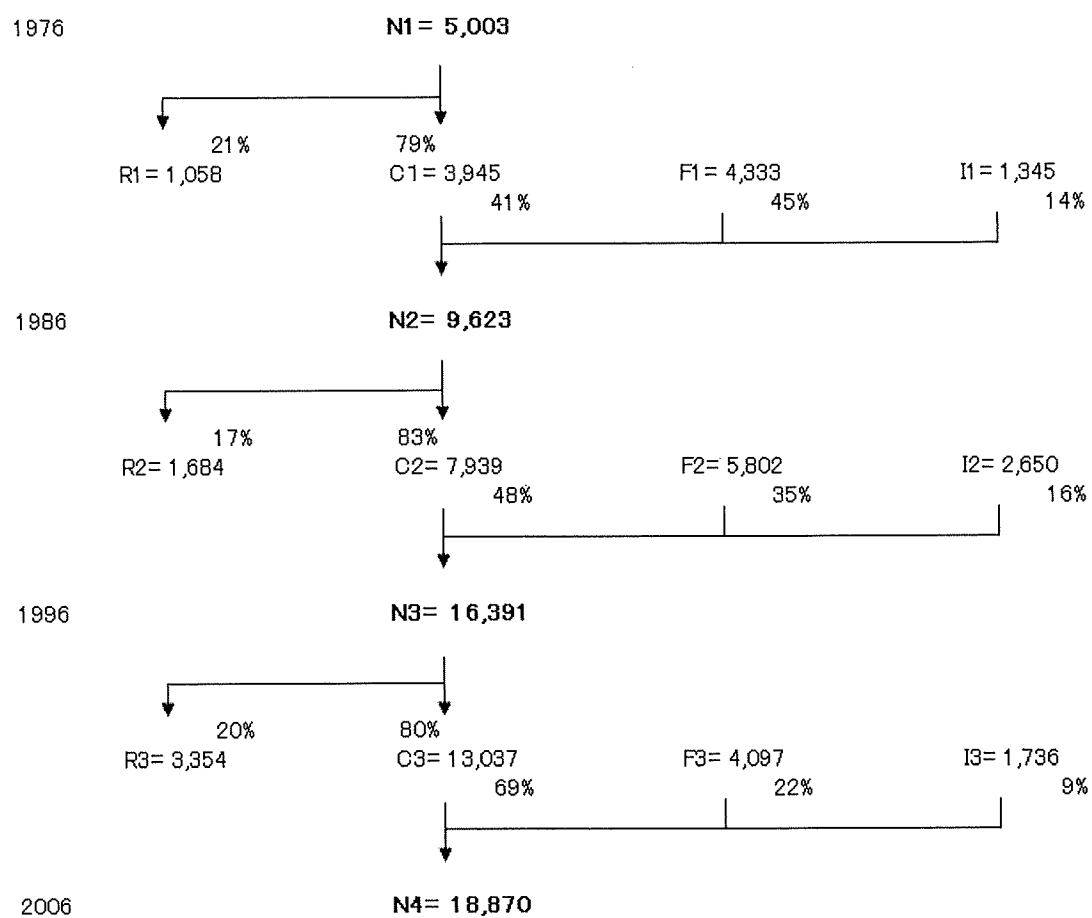 1976 N1= 5,003
21% 79%
R1= 1,058 C1= 3,945 F1= 4,333 I1= 1,345
41% 45% 14%
1986 N2= 9,623
17% 83%
R2= 1,684 C2= 7,939 F2= 5,802 I2= 2,650
48% 35% 16%
1996 N3= 16,391
20% 80%
R3= 3,354 C3= 13,037 F3= 4,097 I3= 1,736
69% 22% 9%
2006 N4= 18,870